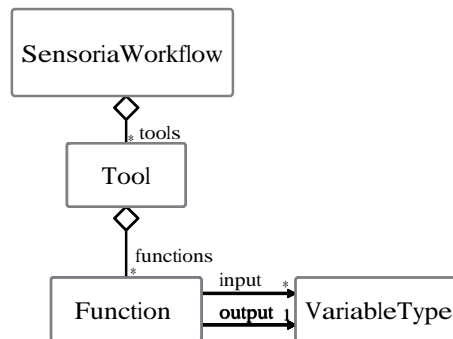 SensoriaWorkflow
* tools
Tool
functions
*
input *
Function VariableType
output 1